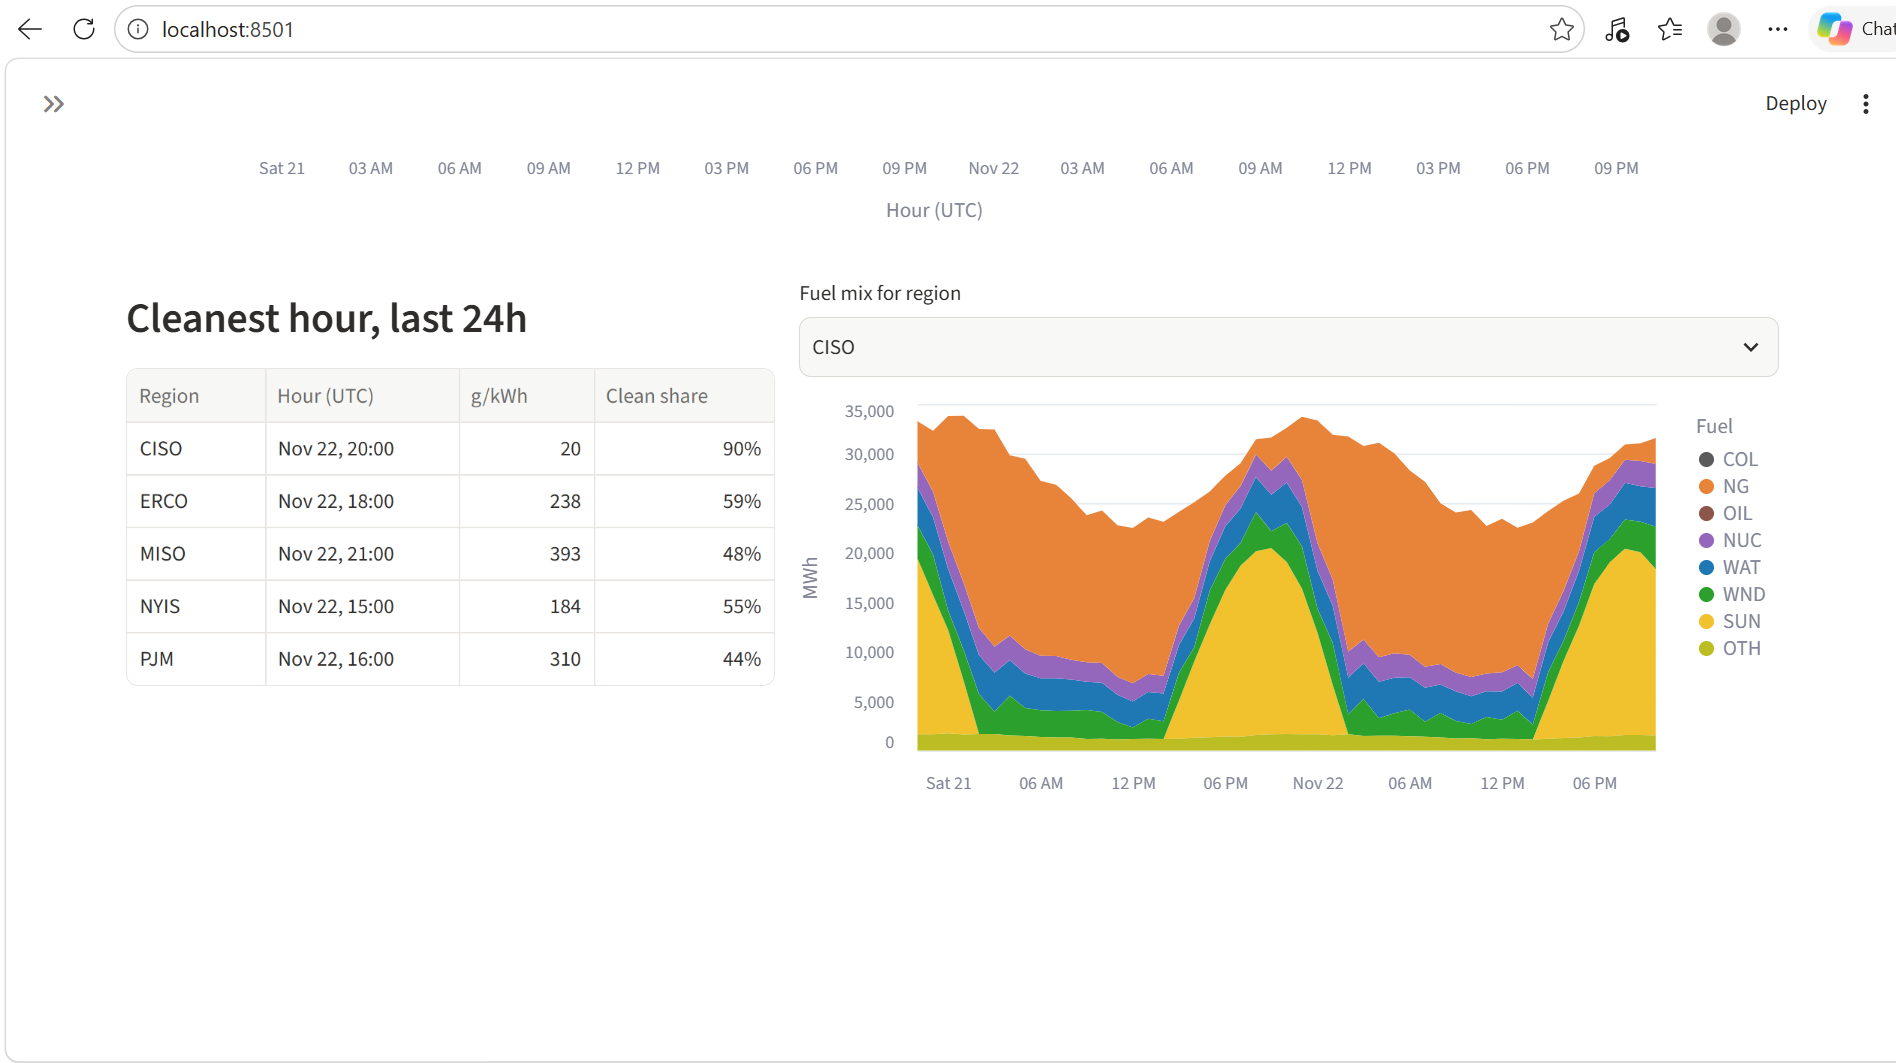 localhost:8501
Chat
Deploy
Sat 21 03 AM 06 AM 09 AM 12 PM 03 PM 06 PM 09 PM Nov 22 03 AM 06 AM 09 AM 12 PM 03 PM 06 PM 09 PM
Hour (UTC)
Cleanest hour, last 24h
Region Hour (UTC) g/kWh Clean share
CISO Nov 22, 20:00 20 90%
ERCO Nov 22, 18:00 238 59%
MISO Nov 22, 21:00 393 48%
NYIS Nov 22, 15:00 184 55%
PJM Nov 22, 16:00 310 44%
Fuel mix for region
CISO
35,000
30,000
25,000
20,000
15,000
10,000
5,000
0
MWh
Sat 21 06 AM 12 PM 06 PM Nov 22 06 AM 12 PM 06 PM
Fuel
COL
NG
OIL
NUC
WAT
WND
SUN
OTH